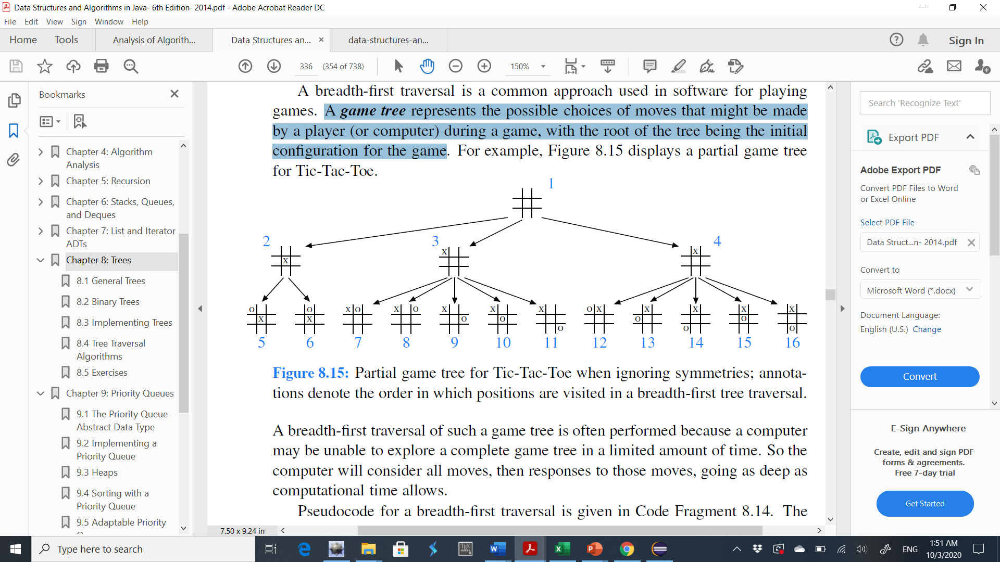 Data Structures and Algorithms in Java- 6th Edition- 2014.pdf - Adobe Acrobat Reader DC
File Edit View Sign Window Help
Home Tools Analysis of Algorith... Data Structures an... × data-structures-an... Sign In
336 (354 of 738) 150%
Bookmarks
Chapter 4: Algorithm
Analysis
Chapter 5: Recursion
Chapter 6: Stacks, Queues,
and Deques
Chapter 7: List and Iterator
ADTs
Chapter 8: Trees
8.1 General Trees
8.2 Binary Trees
8.3 Implementing Trees
8.4 Tree Traversal
Algorithms
8.5 Exercises
Chapter 9: Priority Queues
9.1 The Priority Queue
Abstract Data Type
9.2 Implementing a
Priority Queue
9.3 Heaps
9.4 Sorting with a
Priority Queue
9.5 Adaptable Priority
A breadth-first traversal is a common approach used in software for playing
games. A game tree represents the possible choices of moves that might be made
by a player (or computer) during a game, with the root of the tree being the initial
configuration for the game. For example, Figure 8.15 displays a partial game tree
for Tic-Tac-Toe.
1
2 3 4
X X X
O O X O X O X X X O X X X X
X X O O O O O
O O O
5 6 7 8 9 10 11 12 13 14 15 16
Figure 8.15: Partial game tree for Tic-Tac-Toe when ignoring symmetries; annota-
tions denote the order in which positions are visited in a breadth-first tree traversal.
A breadth-first traversal of such a game tree is often performed because a computer
may be unable to explore a complete game tree in a limited amount of time. So the
computer will consider all moves, then responses to those moves, going as deep as
computational time allows.
Pseudocode for a breadth-first traversal is given in Code Fragment 8.14. The
7.50 x 9.24 in
Search 'Recognize Text'
Export PDF
Adobe Export PDF
Convert PDF Files to Word
or Excel Online
Select PDF File
Data Struct...n- 2014.pdf
Convert to
Microsoft Word (*.docx)
Document Language:
English (U.S.) Change
Convert
E-Sign Anywhere
Create, edit and sign PDF
forms & agreements.
Free 7-day trial
Get Started
Type here to search
ENG
1:51 AM
10/3/2020